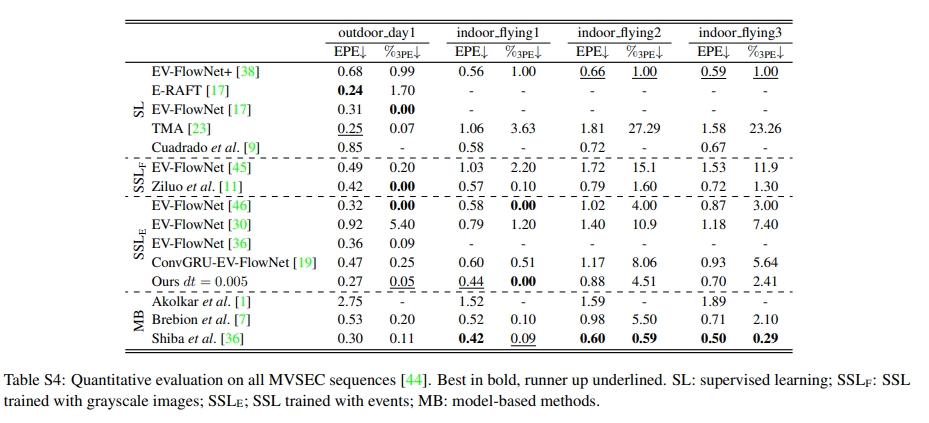 outdoor_day1 indoor_flying1 indoor_flying2 indoor_flying3
EPE↓ %3PE↓ EPE↓ %3PE↓ EPE↓ %3PE↓ EPE↓ %3PE↓
SL
EV-FlowNet+ [38] 0.68 0.99 0.56 1.00 0.66 1.00 0.59 1.00
E-RAFT [17] 0.24 1.70 - - - - - -
EV-FlowNet [17] 0.31 0.00 - - - - - -
TMA [23] 0.25 0.07 1.06 3.63 1.81 27.29 1.58 23.26
Cuadrado et al. [9] 0.85 - 0.58 - 0.72 - 0.67 -
SSLF
EV-FlowNet [45] 0.49 0.20 1.03 2.20 1.72 15.1 1.53 11.9
Ziluo et al. [11] 0.42 0.00 0.57 0.10 0.79 1.60 0.72 1.30
SSLE
EV-FlowNet [46] 0.32 0.00 0.58 0.00 1.02 4.00 0.87 3.00
EV-FlowNet [30] 0.92 5.40 0.79 1.20 1.40 10.9 1.18 7.40
EV-FlowNet [36] 0.36 0.09 - - - - - -
ConvGRU-EV-FlowNet [19] 0.47 0.25 0.60 0.51 1.17 8.06 0.93 5.64
Ours dt = 0.005 0.27 0.05 0.44 0.00 0.88 4.51 0.70 2.41
MB
Akolkar et al. [1] 2.75 - 1.52 - 1.59 - 1.89 -
Brebion et al. [7] 0.53 0.20 0.52 0.10 0.98 5.50 0.71 2.10
Shiba et al. [36] 0.30 0.11 0.42 0.09 0.60 0.59 0.50 0.29
Table S4: Quantitative evaluation on all MVSEC sequences [44]. Best in bold, runner up underlined. SL: supervised learning; SSLF: SSL
trained with grayscale images; SSLE; SSL trained with events; MB: model-based methods.